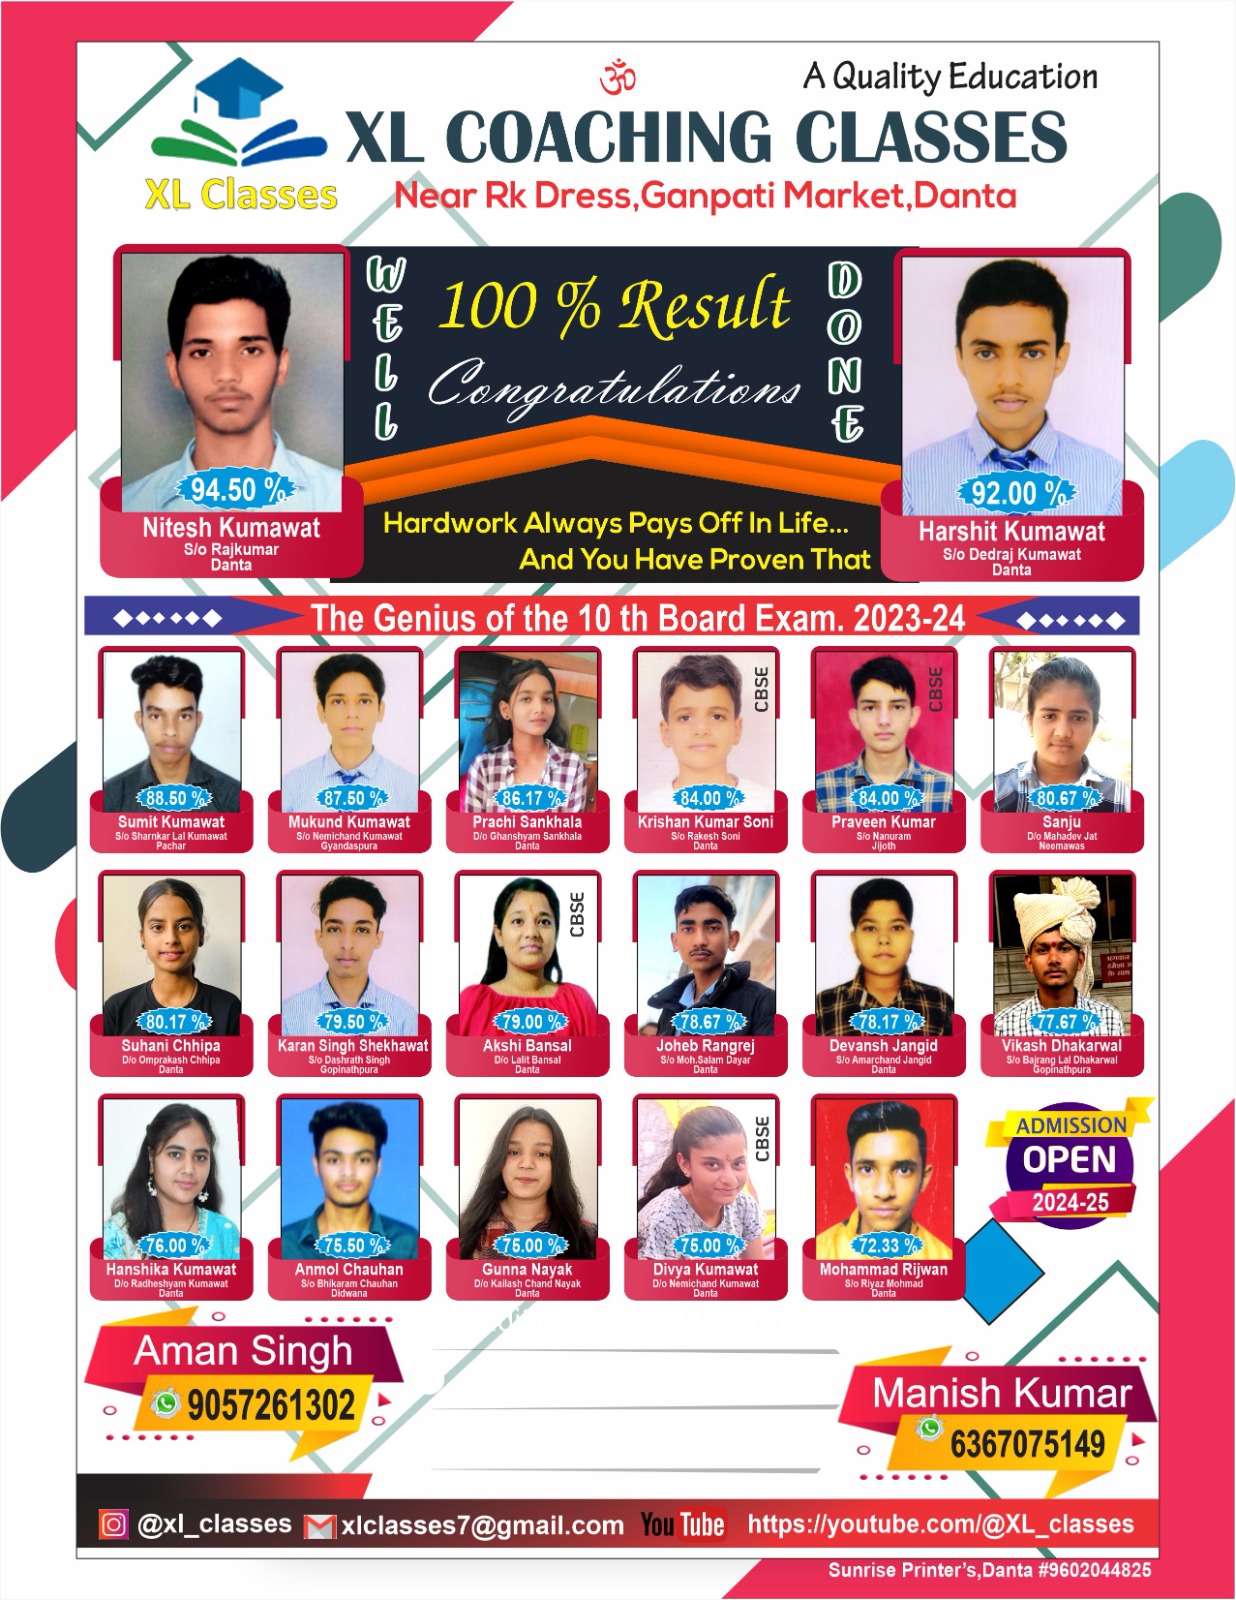 ॐ
A Quality Education
XL COACHING CLASSES
XL Classes
Near Rk Dress,Ganpati Market,Danta
WELL
100 % Result
DONE
Congratulations
94.50 %
Nitesh Kumawat
S/o Rajkumar
Danta
Hardwork Always Pays Off In Life...
And You Have Proven That
92.00 %
Harshit Kumawat
S/o Dedraj Kumawat
Danta
The Genius of the 10 th Board Exam. 2023-24
88.50 %
Sumit Kumawat
S/o Sharnkar Lal Kumawat
Pachar
87.50 %
Mukund Kumawat
S/o Nemichand Kumawat
Gyandaspura
86.17 %
Prachi Sankhala
D/o Ghanshyam Sankhala
Danta
CBSE
84.00 %
Krishan Kumar Soni
S/o Rakesh Soni
Danta
CBSE
84.00 %
Praveen Kumar
S/o Nanuram
Jijoth
80.67 %
Sanju
D/o Mahadev Jat
Neemawas
80.17 %
Suhani Chhipa
D/o Omprakash Chhipa
Danta
79.50 %
Karan Singh Shekhawat
S/o Dashrath Singh
Gopinathpura
CBSE
79.00 %
Akshi Bansal
D/o Lalit Bansal
Danta
78.67 %
Joheb Rangrej
S/o Moh,Salam Dayar
Danta
78.17 %
Devansh Jangid
S/o Amarchand Jangid
Danta
77.67 %
Vikash Dhakarwal
S/o Bajrang Lal Dhakarwal
Gopinathpura
76.00 %
Hanshika Kumawat
D/o Radheshyam Kumawat
Danta
75.50 %
Anmol Chauhan
S/o Bhikaram Chauhan
Didwana
75.00 %
Gunna Nayak
D/o Kailash Chand Nayak
Danta
CBSE
75.00 %
Divya Kumawat
D/o Nemichand Kumawat
Danta
72.33 %
Mohammad Rijwan
S/o Riyaz Mohmad
Danta
ADMISSION
OPEN
2024-25
Aman Singh
9057261302
Manish Kumar
6367075149
@xl_classes
xlclasses7@gmail.com
You Tube
https://youtube.com/@XL_classes
Sunrise Printer's,Danta #9602044825